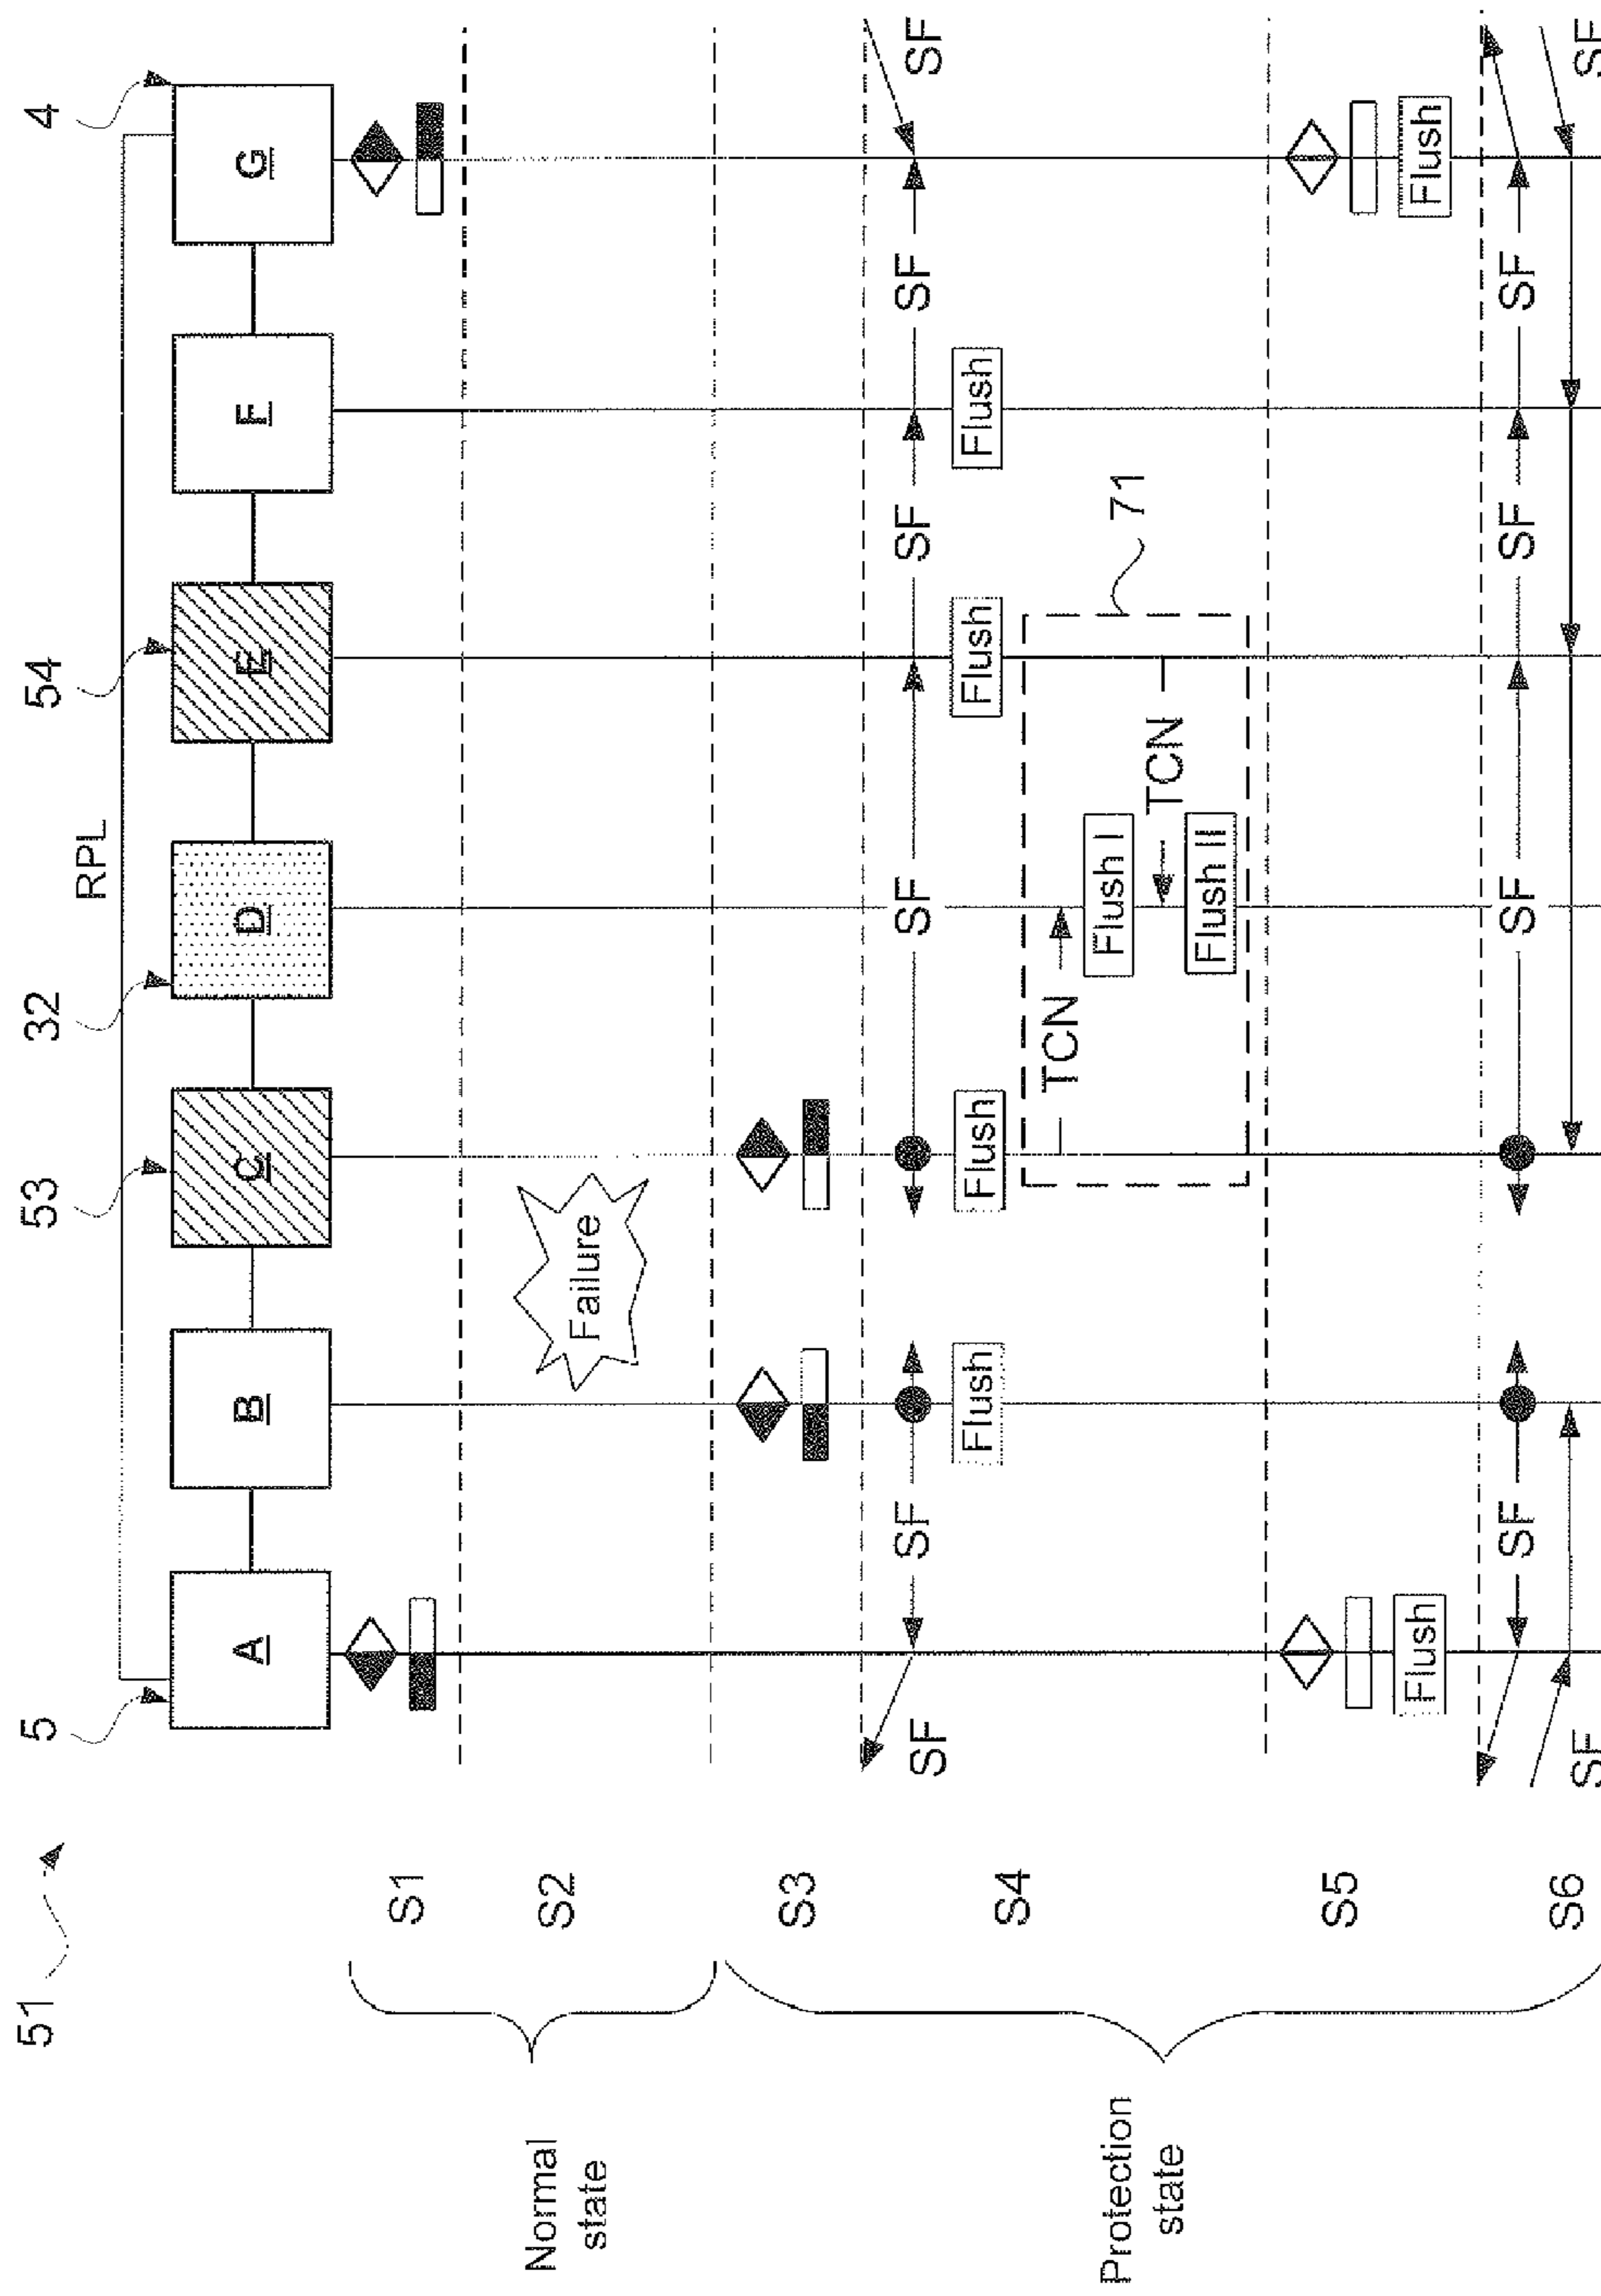 51 5 53 32 54 4
RPL
A B C D E F G
S1
Normal
state
S2
Failure
S3
SF SF SF SF SF SF
Flush Flush Flush Flush
S4
TCN
Flush I
71
TCN
Flush II
Protection
state
S5
Flush Flush
SF SF SF SF
S6
SF SF